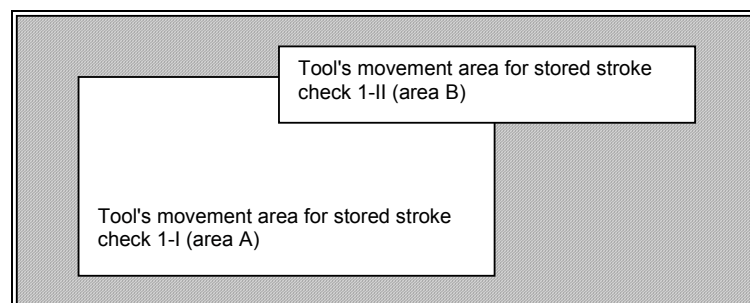 Tool's movement area for stored stroke
check 1-II (area B)
Tool's movement area for stored stroke
check 1-I (area A)